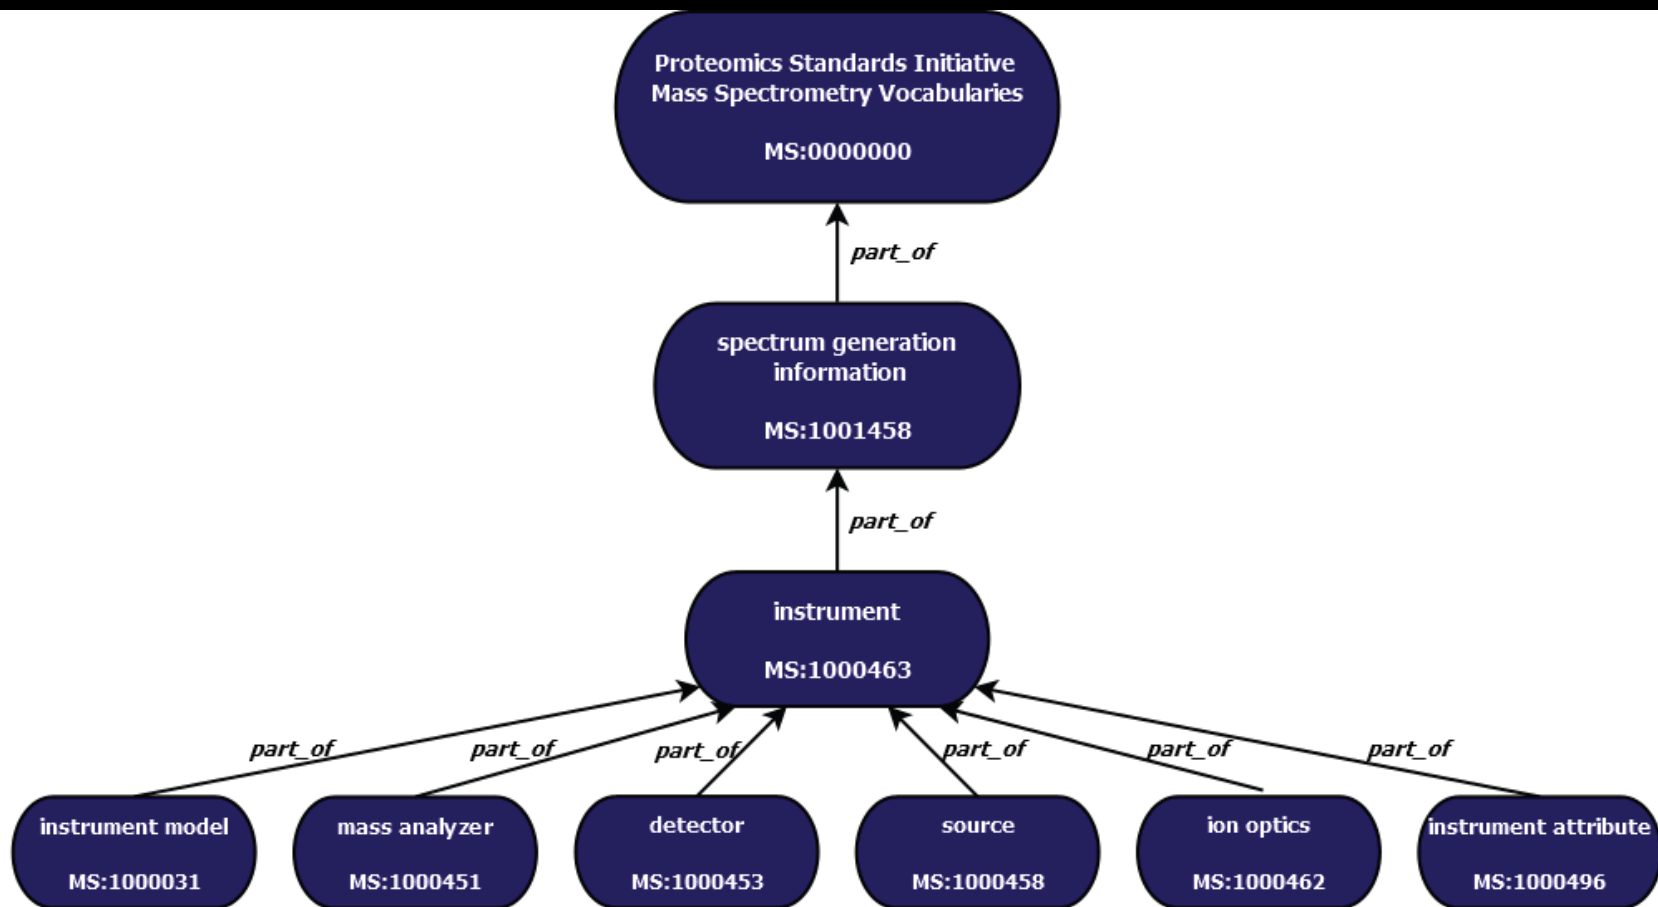 Proteomics Standards Initiative
Mass Spectrometry Vocabularies
MS:0000000
part_of
spectrum generation
information
MS:1001458
part_of
instrument
MS:1000463
part_of
part_of
part_of
part_of
part_of
part_of
instrument model
MS:1000031
mass analyzer
MS:1000451
detector
MS:1000453
source
MS:1000458
ion optics
MS:1000462
instrument attribute
MS:1000496